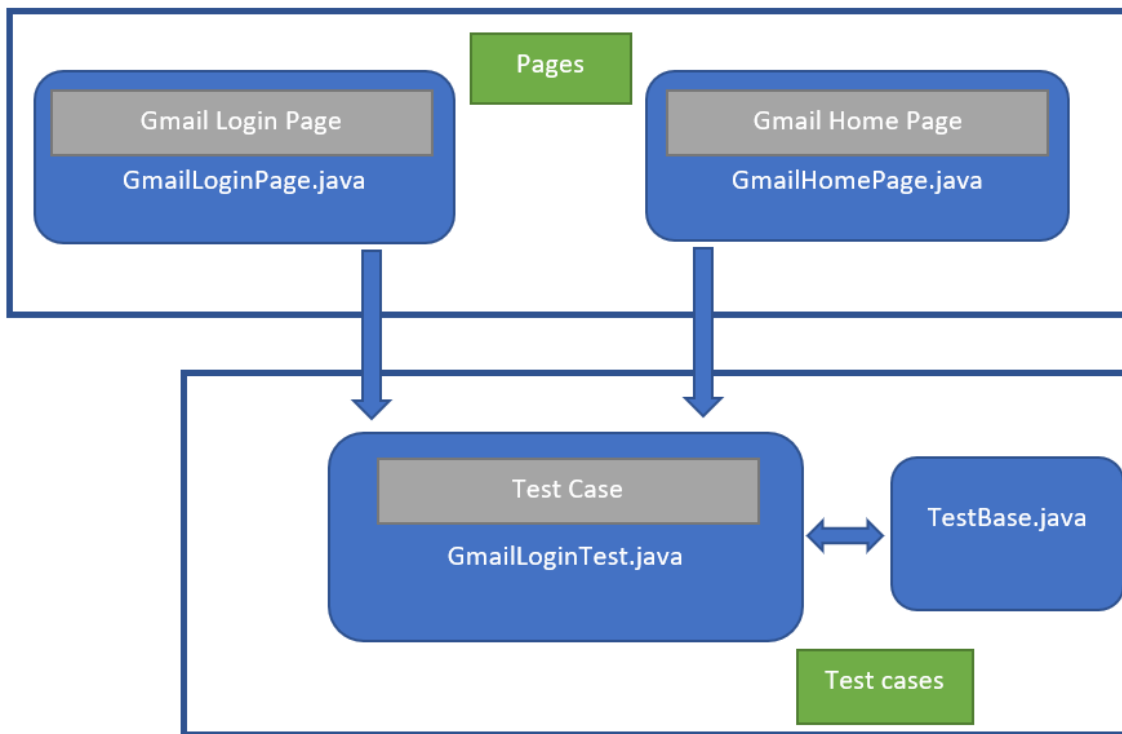 Pages
Gmail Login Page
GmailLoginPage.java
Gmail Home Page
GmailHomePage.java
Test Case
GmailLoginTest.java
TestBase.java
Test cases